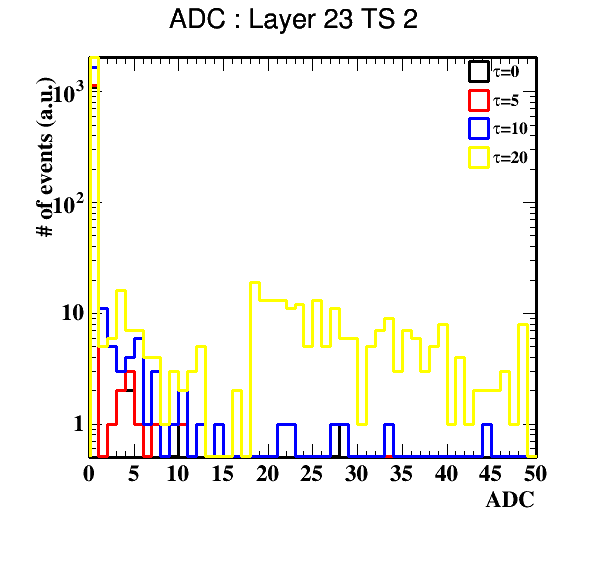 ADC : Layer 23 TS 2
# of events (a.u.)
10³
10²
10
1
τ=0
τ=5
τ=10
τ=20
0 5 10 15 20 25 30 35 40 45 50
ADC